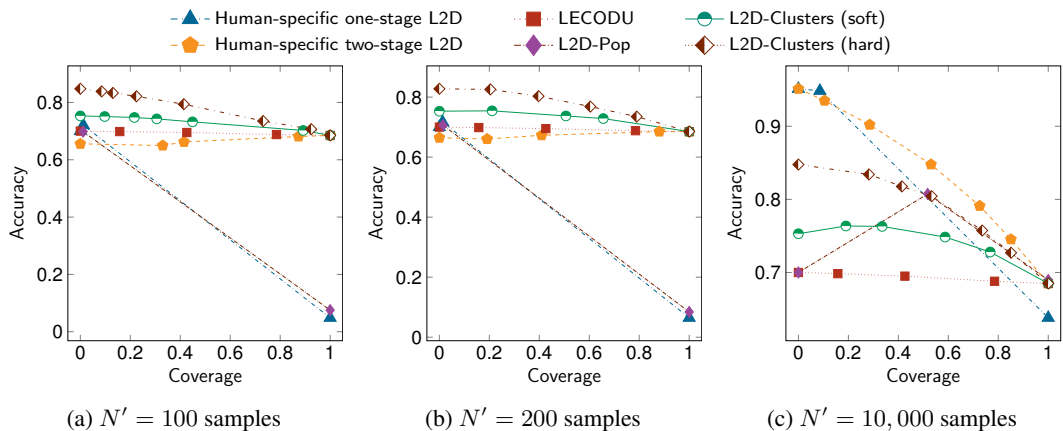 Human-specific one-stage L2D
LECODU
L2D-Clusters (soft)
Human-specific two-stage L2D
L2D-Pop
L2D-Clusters (hard)
0.8
0.6
0.4
0.2
0
Accuracy
0 0.2 0.4 0.6 0.8 1
Coverage
(a) N′ = 100 samples
0.8
0.6
0.4
0.2
0
Accuracy
0 0.2 0.4 0.6 0.8 1
Coverage
(b) N′ = 200 samples
0.9
0.8
0.7
Accuracy
0 0.2 0.4 0.6 0.8 1
Coverage
(c) N′ = 10, 000 samples